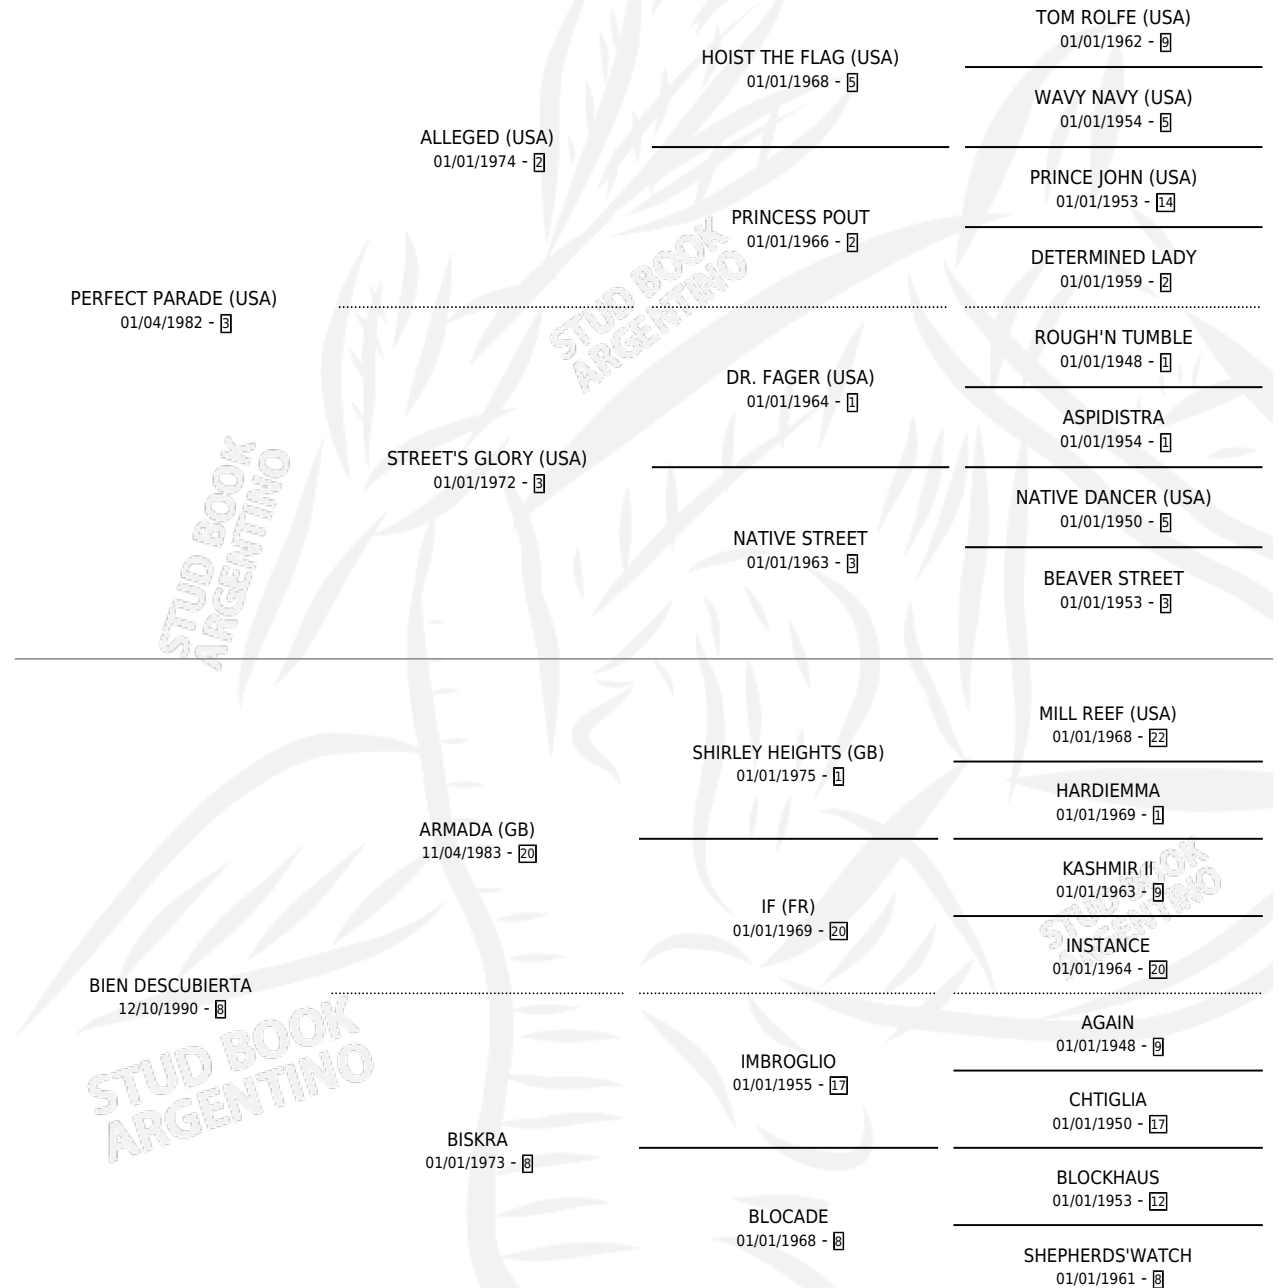 TOM ROLFE (USA)
01/01/1962 - 9
HOIST THE FLAG (USA)
01/01/1968 - 5
WAVY NAVY (USA)
01/01/1954 - 5
ALLEGED (USA)
01/01/1974 - 2
PRINCE JOHN (USA)
01/01/1953 - 14
PRINCESS POUT
01/01/1966 - 2
DETERMINED LADY
01/01/1959 - 2
PERFECT PARADE (USA)
01/04/1982 - 3
ROUGH'N TUMBLE
01/01/1948 - 1
DR. FAGER (USA)
01/01/1964 - 1
ASPIDISTRA
01/01/1954 - 1
STREET'S GLORY (USA)
01/01/1972 - 3
NATIVE DANCER (USA)
01/01/1950 - 5
NATIVE STREET
01/01/1963 - 3
BEAVER STREET
01/01/1953 - 3
STUD BOOK
ARGENTINO
STUD BOOK
ARGENTINO
MILL REEF (USA)
01/01/1968 - 22
SHIRLEY HEIGHTS (GB)
01/01/1975 - 1
HARDIEMMA
01/01/1969 - 1
ARMADA (GB)
11/04/1983 - 20
KASHMIR II
01/01/1963 - 9
IF (FR)
01/01/1969 - 20
INSTANCE
01/01/1964 - 20
STUD BOOK
ARGENTINO
BIEN DESCUBIERTA
12/10/1990 - 8
AGAIN
01/01/1948 - 9
IMBROGLIO
01/01/1955 - 17
CHTIGLIA
01/01/1950 - 17
BISKRA
01/01/1973 - 8
BLOCKHAUS
01/01/1953 - 12
BLOCADE
01/01/1968 - 8
SHEPHERDS'WATCH
01/01/1961 - 8
STUD BOOK
ARGENTINO